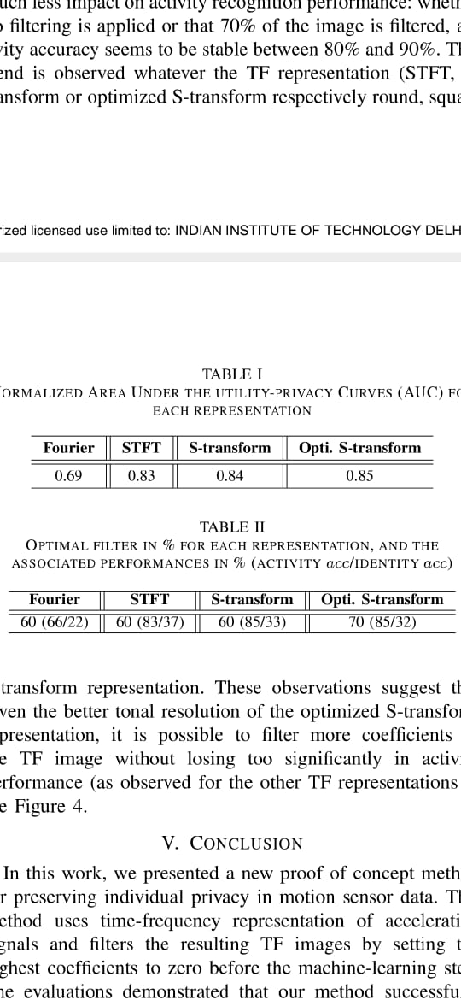 uch less impact on activity recognition performance: wheth
filtering is applied or that 70% of the image is filtered, a
vity accuracy seems to be stable between 80% and 90%. Th
end is observed whatever the TF representation (STFT,
ansform or optimized S-transform respectively round, squa
rized licensed use limited to: INDIAN INSTITUTE OF TECHNOLOGY DELH
TABLE I
ORMALIZED AREA UNDER THE UTILITY-PRIVACY CURVES (AUC) FO
EACH REPRESENTATION
Fourier STFT S-transform Opti. S-transform
0.69 0.83 0.84 0.85
TABLE II
OPTIMAL FILTER IN % FOR EACH REPRESENTATION, AND THE
ASSOCIATED PERFORMANCES IN % (ACTIVITY acc/IDENTITY acc)
Fourier STFT S-transform Opti. S-transform
60 (66/22) 60 (83/37) 60 (85/33) 70 (85/32)
transform representation. These observations suggest th
ven the better tonal resolution of the optimized S-transfor
presentation, it is possible to filter more coefficients
e TF image without losing too significantly in activi
erformance (as observed for the other TF representations
e Figure 4.
V. CONCLUSION
In this work, we presented a new proof of concept meth
r preserving individual privacy in motion sensor data. Th
ethod uses time-frequency representation of accelerati
gnals and filters the resulting TF images by setting t
ghest coefficients to zero before the machine-learning ste
he evaluations demonstrated that our method successful